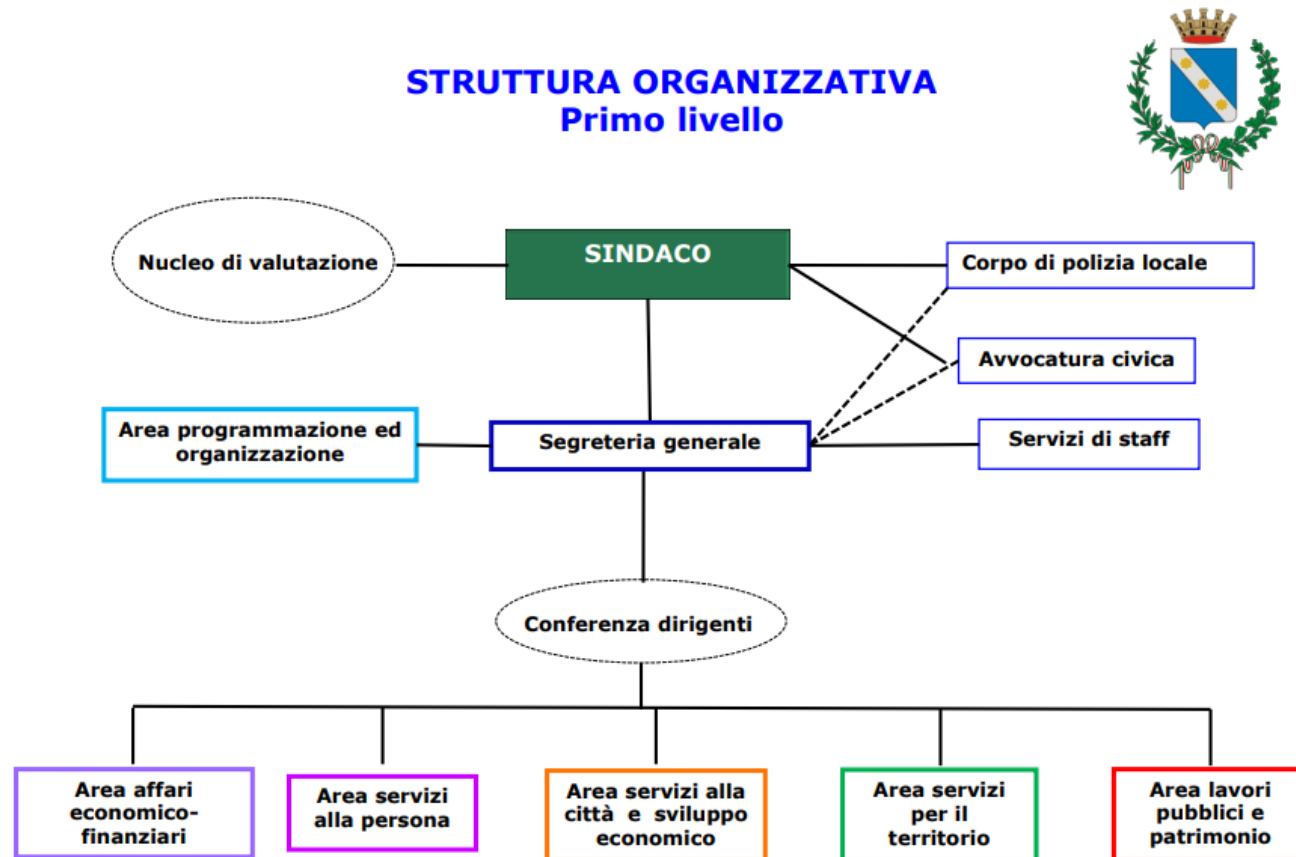 STRUTTURA ORGANIZZATIVA
Primo livello
Nucleo di valutazione
SINDACO
Corpo di polizia locale
Avvocatura civica
Area programmazione ed
organizzazione
Segreteria generale
Servizi di staff
Conferenza dirigenti
Area affari
economico-
finanziari
Area servizi
alla persona
Area servizi alla
città e sviluppo
economico
Area servizi
per il
territorio
Area lavori
pubblici e
patrimonio